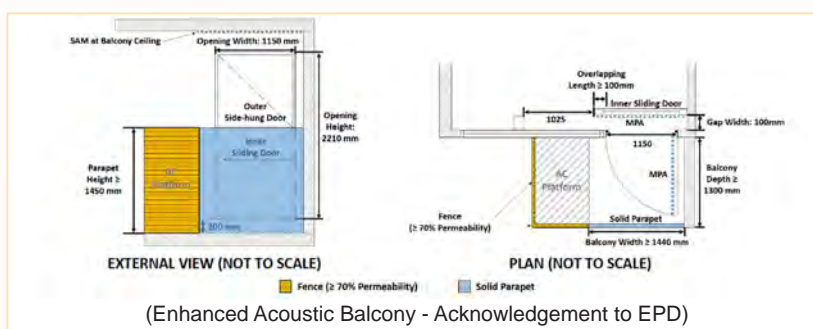 SAM at Balcony Ceiling
Opening Width: 1150 mm
Outer
Side-hung Door
Opening
Height:
2210 mm
Inner
Sliding Door
Parapet
Height ≥
1450 mm
AC
Platform
300 mm
EXTERNAL VIEW (NOT TO SCALE)
Overlapping
Length ≥ 100mm
Inner Sliding Door
1025
MPA
Gap Width: 100mm
1150
AC
Platform
MPA
Balcony
Depth ≥
1300 mm
Fence
(≥ 70% Permeability)
Solid Parapet
Balcony Width ≥ 1440 mm
PLAN (NOT TO SCALE)
Fence (≥ 70% Permeability)
Solid Parapet
(Enhanced Acoustic Balcony - Acknowledgement to EPD)